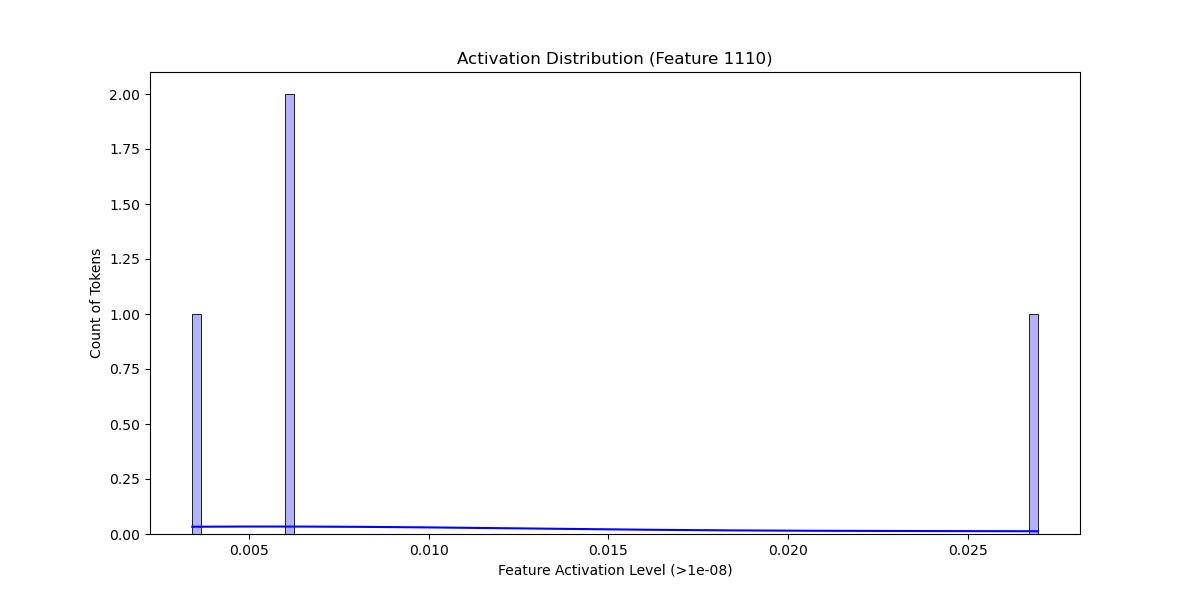 Activation Distribution (Feature 1110)
Count of Tokens
2.00
1.75
1.50
1.25
1.00
0.75
0.50
0.25
0.00
0.005 0.010 0.015 0.020 0.025
Feature Activation Level (>1e-08)